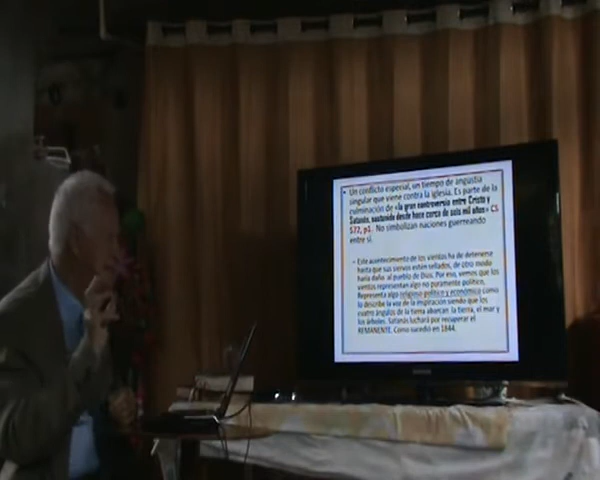 • Un conflicto especial, un tiempo de angustia
singular que viene contra la iglesia. Es parte de la
culminación de «la gran controversia entre Cristo y
Satanás, sostenida desde hace cerca de seis mil años» CS
572, p1. No simbolizan naciones guerreando
entre si.
– Este acontecimiento de los vientos ha de detenerse
hasta que sus siervos estén sellados, de otro modo
haría daño al pueblo de Dios. Por eso, vemos que los
vientos representan algo no puramente político.
Representa algo religioso político y económico como
lo describe la voz de la inspiración siendo que los
cuatro ángulos de la tierra abarcan la tierra, el mar y
los árboles. Satanás luchará por recuperar el
REMANENTE. Como sucedió en 1844.